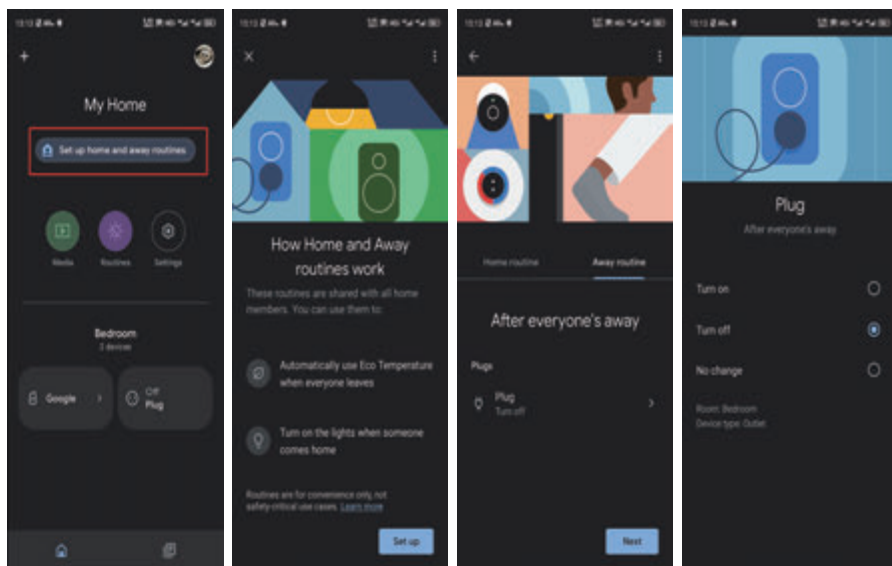 My Home
Set up home and away routines
Media
Routines
Settings
Bedroom
Google
Off
Plug
How Home and Away
routines work
These routines are shared with all home
members. You can use them to:
Automatically use Eco Temperature
when everyone leaves
Turn on the lights when someone
comes home
Routines are for convenience only, not
safety-critical use cases. Learn more
Set up
Home routine
Away routine
After everyone's away
Plugs
Plug
Turn off
Next
Plug
After everyone's away
Turn on
Turn off
No change
Room: Bedroom
Device type: Outlet